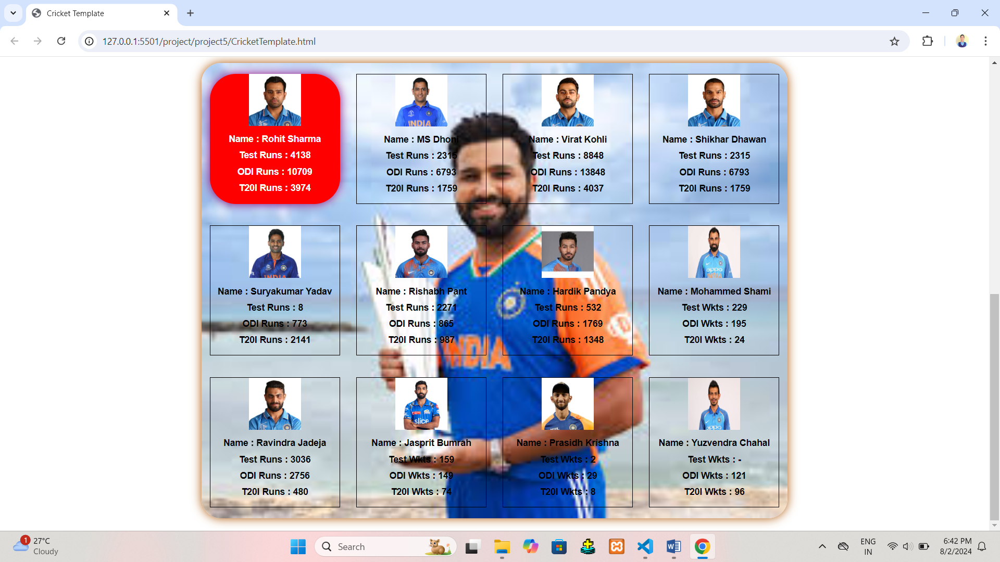 Cricket Template
127.0.0.1:5501/project/project5/CricketTemplate.html
INDIA
Name : Rohit Sharma
Test Runs : 4138
ODI Runs : 10709
T20I Runs : 3974
Name : MS Dhoni
Test Runs : 2315
ODI Runs : 6793
T20I Runs : 1759
Name : Virat Kohli
Test Runs : 8848
ODI Runs : 13848
T20I Runs : 4037
Name : Shikhar Dhawan
Test Runs : 2315
ODI Runs : 6793
T20I Runs : 1759
INDIA
oppo
Name : Suryakumar Yadav
Test Runs : 8
ODI Runs : 773
T20I Runs : 2141
Name : Rishabh Pant
Test Runs : 2271
ODI Runs : 865
T20I Runs : 987
Name : Hardik Pandya
Test Runs : 532
ODI Runs : 1769
T20I Runs : 1348
Name : Mohammed Shami
Test Wkts : 229
ODI Wkts : 195
T20I Wkts : 24
INDIA
slice
oppo
Name : Ravindra Jadeja
Test Runs : 3036
ODI Runs : 2756
T20I Runs : 480
Name : Jasprit Bumrah
Test Wkts : 159
ODI Wkts : 149
T20I Wkts : 74
Name : Prasidh Krishna
Test Wkts : 2
ODI Wkts : 29
T20I Wkts : 8
Name : Yuzvendra Chahal
Test Wkts : -
ODI Wkts : 121
T20I Wkts : 96
1
27°C
Cloudy
Search
ENG
IN
6:42 PM
8/2/2024